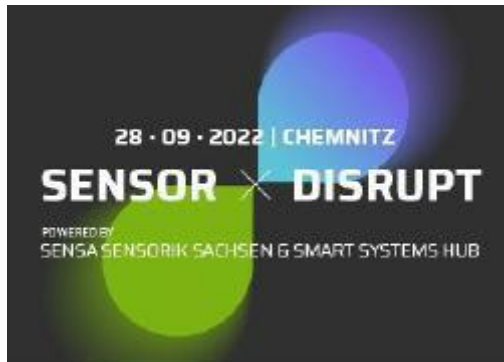 28 · 09 · 2022 | CHEMNITZ
SENSOR × DISRUPT
POWERED BY
SENSA SENSORIK SACHSEN & SMART SYSTEMS HUB